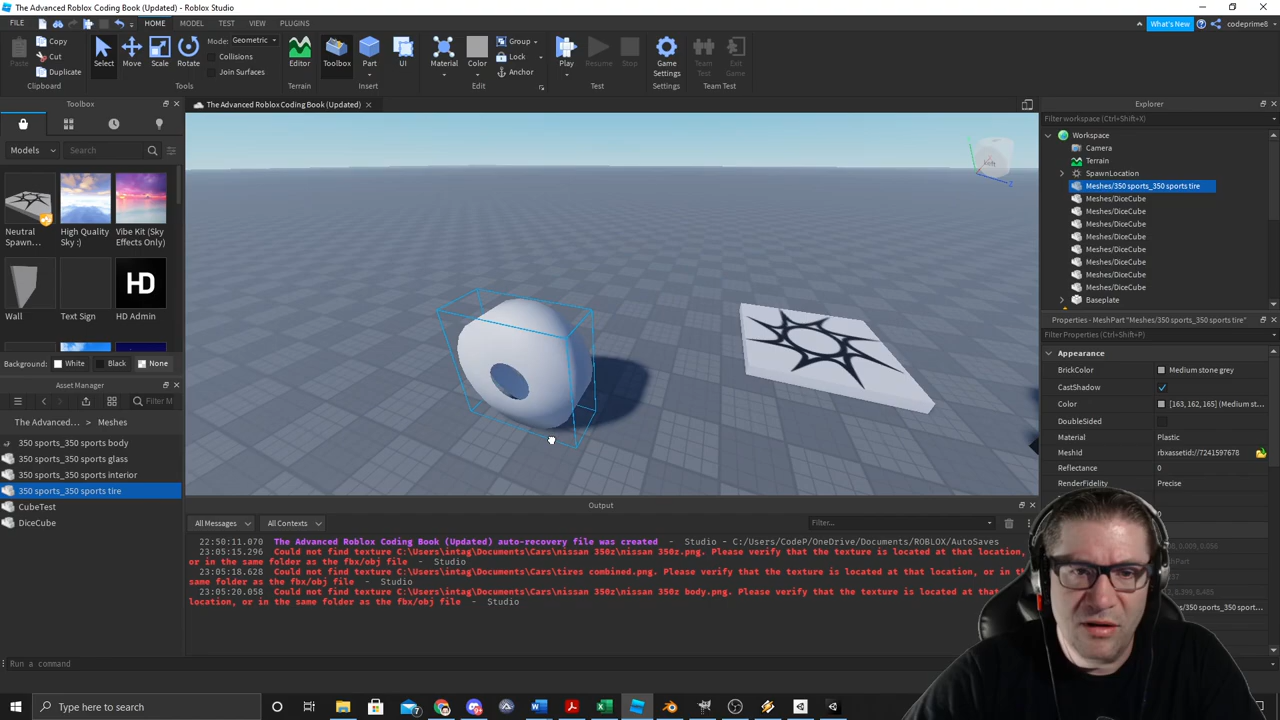 The Advanced Roblox Coding Book (Updated) - Roblox Studio
FILE HOME MODEL TEST VIEW PLUGINS What's New codeprime8
Copy Mode: Geometric Group
Cut Collisions Lock
Paste Duplicate Select Move Scale Rotate Join Surfaces Editor Toolbox Part UI Material Color Anchor Play Resume Stop Game Settings Team Test Exit Game
Clipboard Tools Terrain Insert Edit Test Settings Team Test
Toolbox The Advanced Roblox Coding Book (Updated) Explorer
Filter workspace (Ctrl+Shift+X)
Models Search
Neutral Spawn...
High Quality Sky :)
Vibe Kit (Sky Effects Only)
Wall
Text Sign
HD
HD Admin
Background: White Black None
Asset Manager
Filter M
The Advanced... > Meshes
350 sports_350 sports body
350 sports_350 sports glass
350 sports_350 sports interior
350 sports_350 sports tire
CubeTest
DiceCube
Left
Z
Workspace
Camera
Terrain
SpawnLocation
Meshes/350 sports_350 sports tire
Meshes/DiceCube
Meshes/DiceCube
Meshes/DiceCube
Meshes/DiceCube
Meshes/DiceCube
Meshes/DiceCube
Meshes/DiceCube
Meshes/DiceCube
Baseplate
Properties - MeshPart "Meshes/350 sports_350 sports tire"
Filter Properties (Ctrl+Shift+P)
Appearance
BrickColor Medium stone grey
CastShadow
Color [163, 162, 165] (Medium st...
DoubleSided
Material Plastic
MeshId rbxassetid://7241597678
Reflectance 0
RenderFidelity Precise
Output
All Messages All Contexts Filter...
22:50:11.070 The Advanced Roblox Coding Book (Updated) auto-recovery file was created - Studio - C:/Users/CodeP/OneDrive/Documents/ROBLOX/AutoSaves
23:05:15.296 Could not find texture C:\Users\intag\Documents\Cars\nissan 350z\nissan 350z.png. Please verify that the texture is located at that location,
or in the same folder as the fbx/obj file - Studio
23:05:18.628 Could not find texture C:\Users\intag\Documents\Cars\tires combined.png. Please verify that the texture is located at that location, or in the
same folder as the fbx/obj file - Studio
23:05:20.058 Could not find texture C:\Users\intag\Documents\Cars\nissan 350z\nissan 350z body.png. Please verify that the texture is located at that
location, or in the same folder as the fbx/obj file - Studio
Run a command
Type here to search